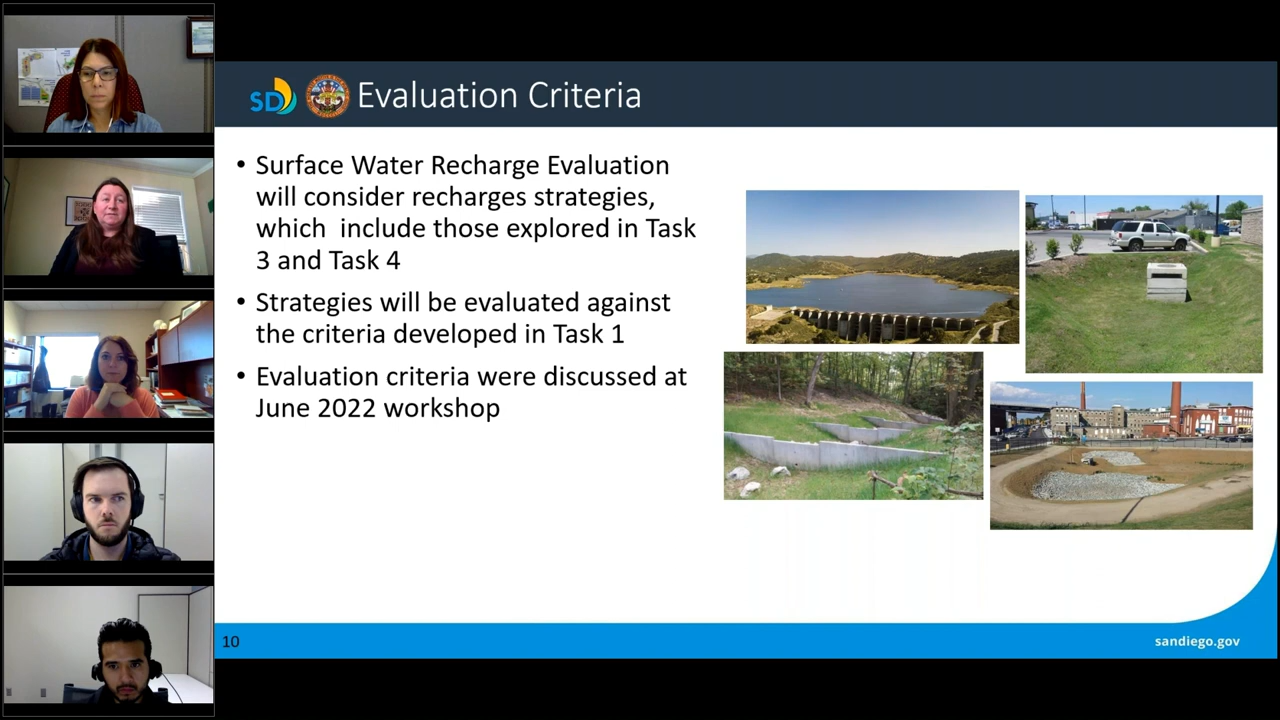 SD
Evaluation Criteria
• Surface Water Recharge Evaluation
will consider recharges strategies,
which  include those explored in Task
3 and Task 4
• Strategies will be evaluated against
the criteria developed in Task 1
• Evaluation criteria were discussed at
June 2022 workshop
10
sandiego.gov